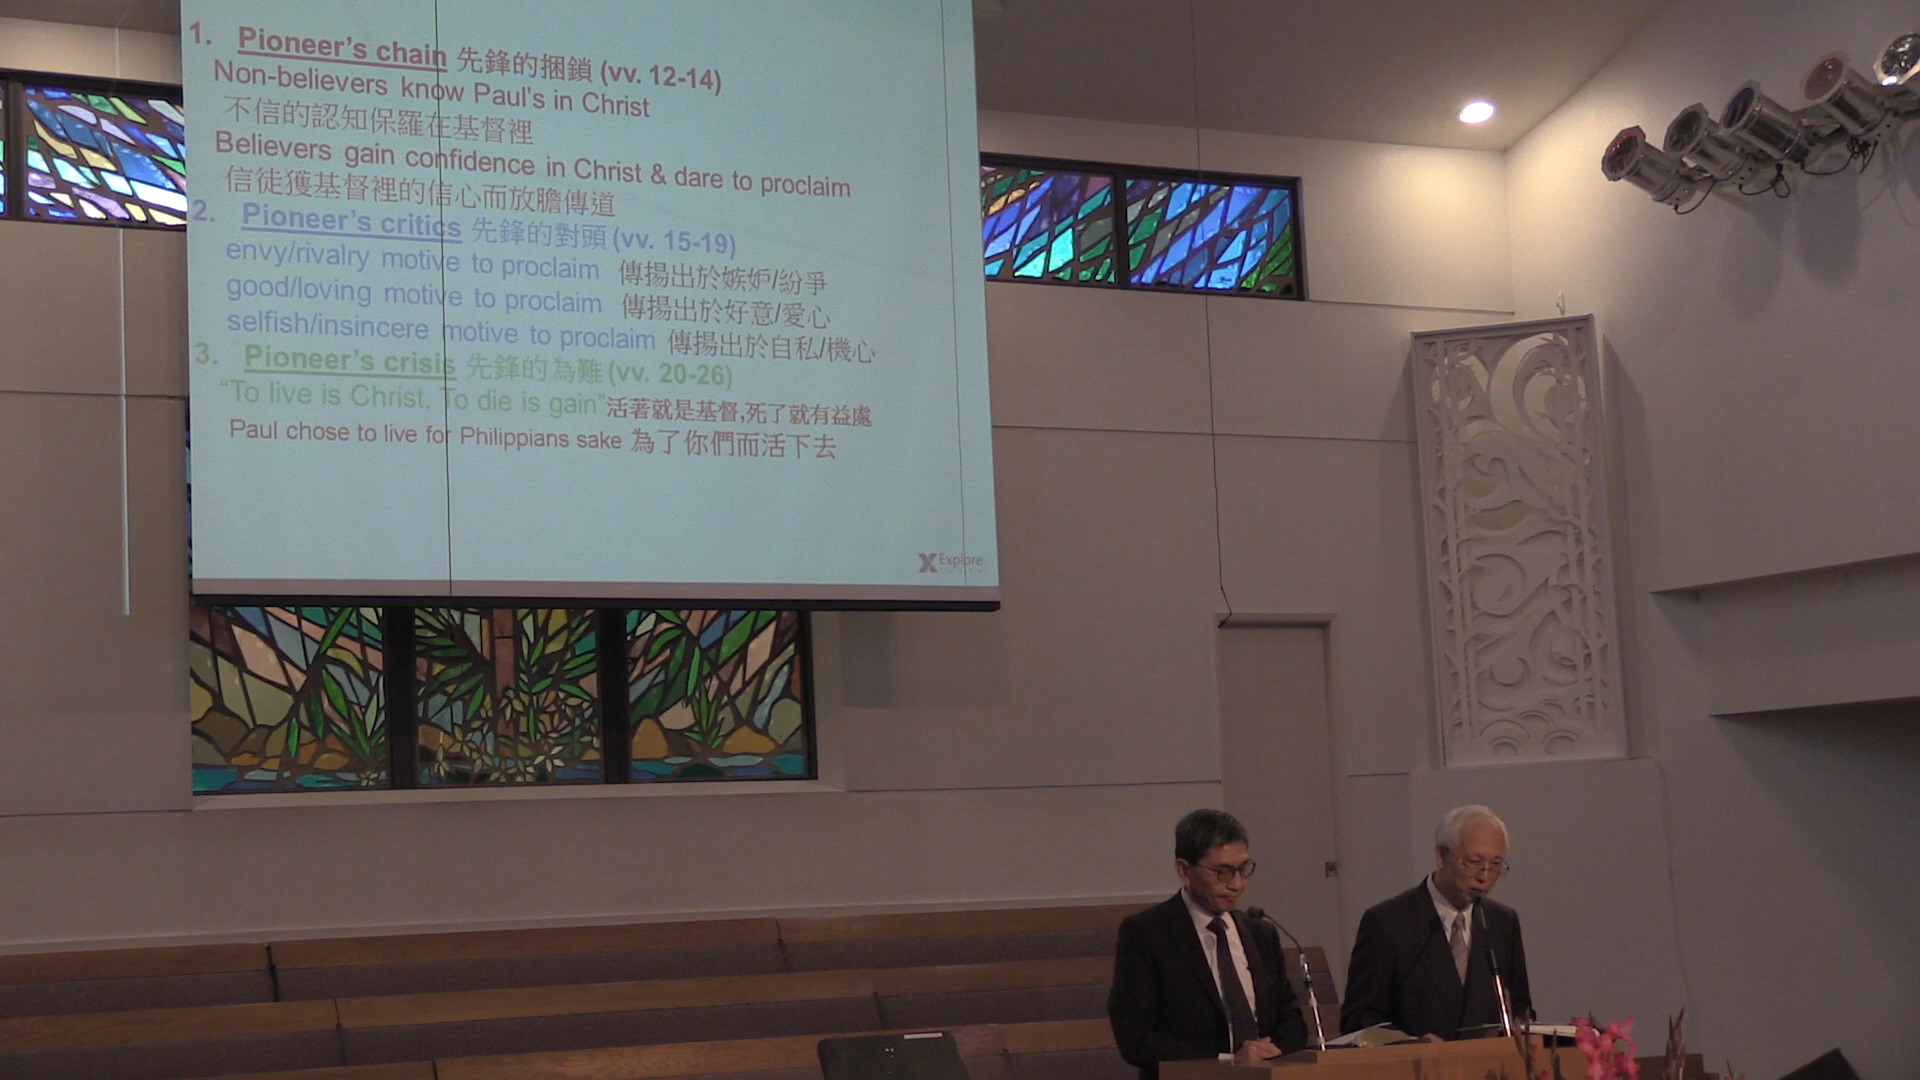 1. Pioneer's chain 先鋒的捆鎖 (vv. 12-14)
Non-believers know Paul's in Christ
不信的認知保羅在基督裡
Believers gain confidence in Christ & dare to proclaim
信徒獲基督裡的信心而放膽傳道
2. Pioneer's critics 先鋒的對頭 (vv. 15-19)
envy/rivalry motive to proclaim 傳揚出於嫉妒/紛爭
good/loving motive to proclaim 傳揚出於好意/愛心
selfish/insincere motive to proclaim 傳揚出於自私/機心
3. Pioneer's crisis 先鋒的為難 (vv. 20-26)
“To live is Christ, To die is gain”活著就是基督,死了就有益處
Paul chose to live for Philippians sake 為了你們而活下去
X Explore